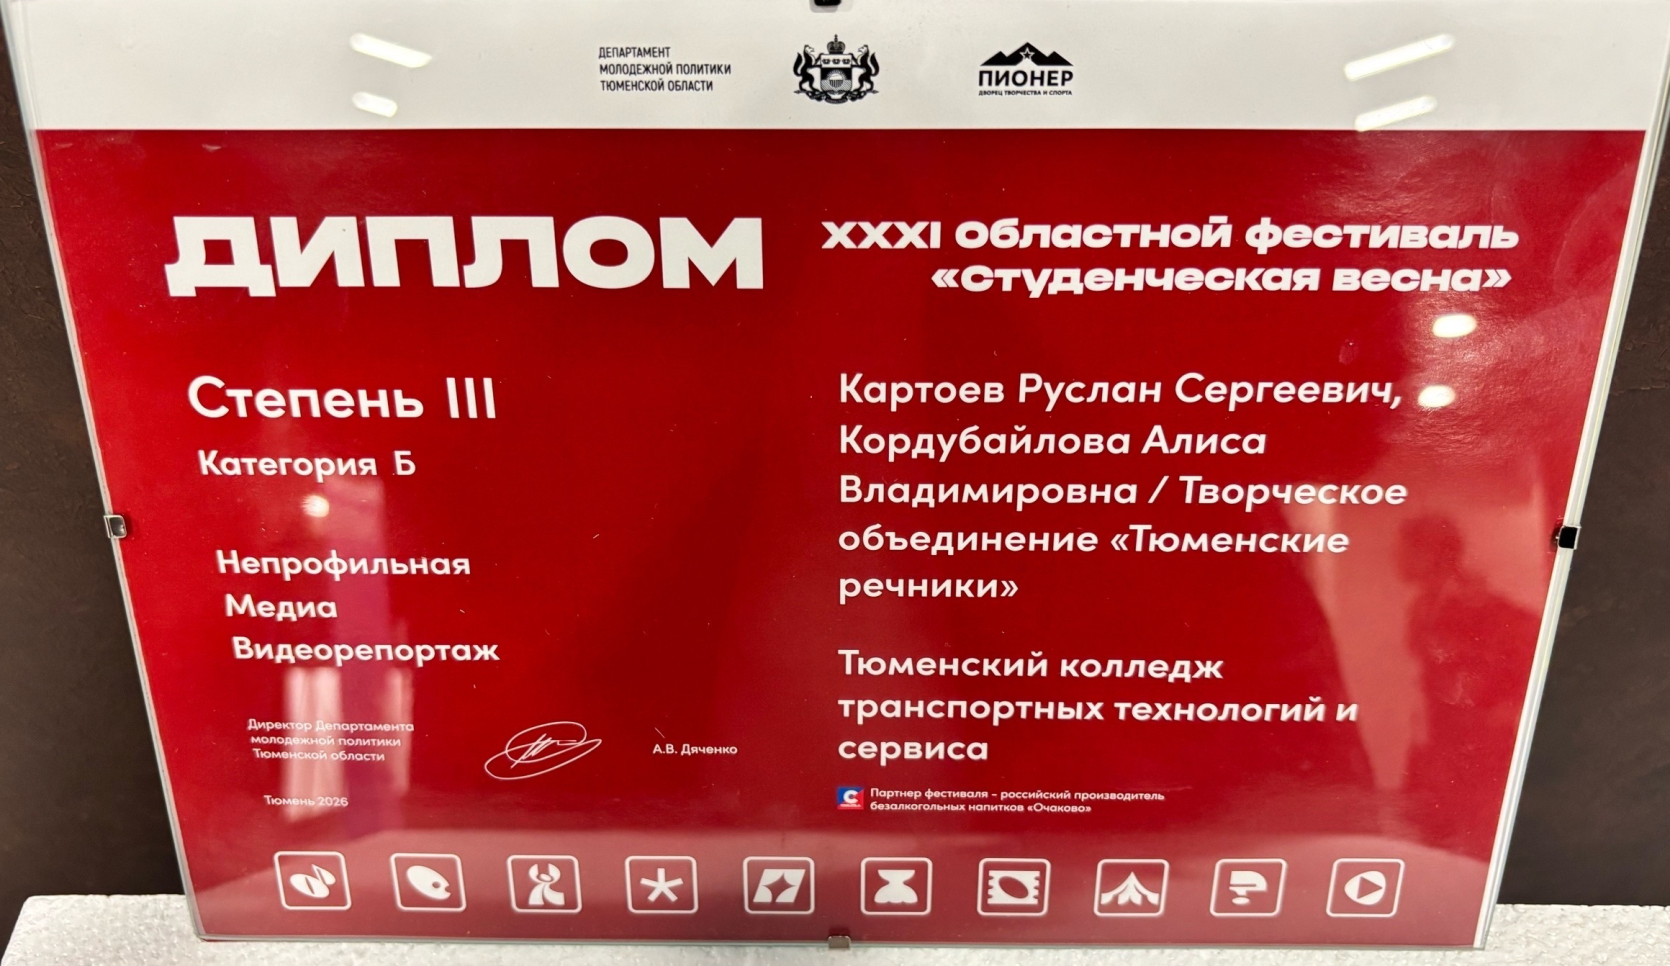 ДЕПАРТАМЕНТ
МОЛОДЕЖНОЙ ПОЛИТИКИ
ТЮМЕНСКОЙ ОБЛАСТИ
ПИОНЕР
ДВОРЕЦ ТВОРЧЕСТВА И СПОРТА
ДИПЛОМ
XXXI Областной фестиваль
«Студенческая весна»
Степень III
Категория Б
Непрофильная
Медиа
Видеорепортаж
Директор Департамента
молодежной политики
Тюменской области
А.В. Дяченко
Тюмень 2026
Картоев Руслан Сергеевич,
Кордубайлова Алиса
Владимировна / Творческое
объединение «Тюменские
речники»
Тюменский колледж
транспортных технологий и
сервиса
Партнер фестиваля - российский производитель
безалкогольных напитков «Очаково»